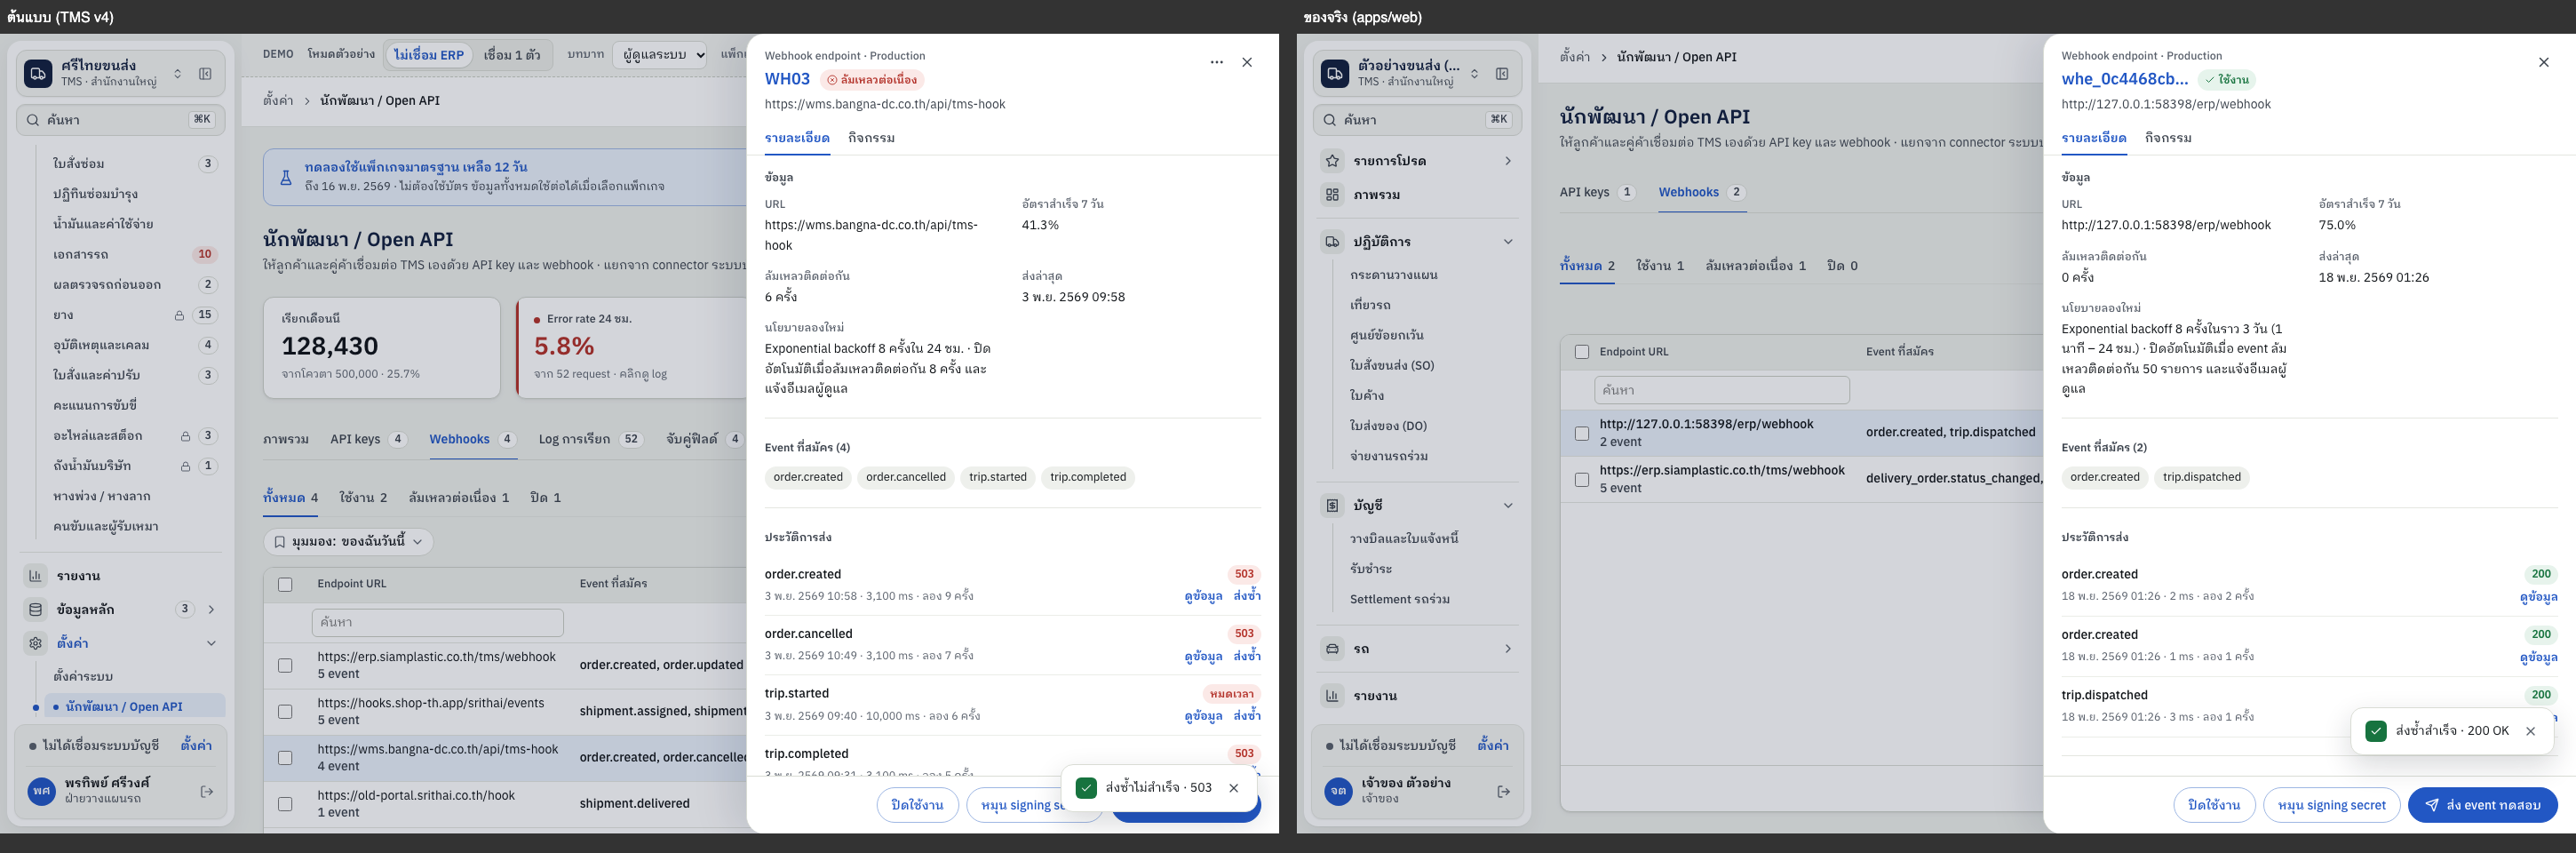 ต้นแบบ (TMS v4)
ศรีไทยขนส่ง
TMS · สำนักงานใหญ่
ค้นหา
⌘K
ใบสั่งซ่อม 3
ปฏิทินซ่อมบำรุง
น้ำมันและค่าใช้จ่าย
เอกสารรถ 10
ผลตรวจรถก่อนออก 2
ยาง 15
อุบัติเหตุและเคลม 4
ใบสั่งและค่าปรับ 3
คะแนนการขับขี่
อะไหล่และสต็อก 3
ถังน้ำมันบริษัท 1
หางพ่วง / หางลาก
คนขับและผู้รับเหมา
รายงาน
ข้อมูลหลัก 3
ตั้งค่า
ตั้งค่าระบบ
นักพัฒนา / Open API
ไม่ได้เชื่อมระบบบัญชี ตั้งค่า
พศ
พรทิพย์ ศรีวงศ์
ฝ่ายวางแผนรถ
DEMO โหมดตัวอย่าง ไม่เชื่อม ERP เชื่อม 1 ตัว บทบาท ผู้ดูแลระบบ
ตั้งค่า > นักพัฒนา / Open API
ทดลองใช้แพ็กเกจมาตรฐาน เหลือ 12 วัน
ถึง 16 พ.ย. 2569 · ไม่ต้องใช้บัตร ข้อมูลทั้งหมดใช้ต่อได้เมื่อเลือกแพ็กเกจ
นักพัฒนา / Open API
ให้ลูกค้าและคู่ค้าเชื่อมต่อ TMS เองด้วย API key และ webhook · แยกจาก connector ระบบ
เรียกเดือนนี้
128,430
จากโควตา 500,000 · 25.7%
Error rate 24 ชม.
5.8%
จาก 52 request · คลิกดู log
ภาพรวม API keys 4 Webhooks 4 Log การเรียก 52 จับคู่ฟิลด์ 4
ทั้งหมด 4 ใช้งาน 2 ล้มเหลวต่อเนื่อง 1 ปิด 1
มุมมอง: ของฉันวันนี้
Endpoint URL Event ที่สมัคร
ค้นหา
https://erp.siamplastic.co.th/tms/webhook
5 event
order.created, order.updated
https://hooks.shop-th.app/srithai/events
5 event
shipment.assigned, shipment
https://wms.bangna-dc.co.th/api/tms-hook
4 event
order.created, order.cancelled
https://old-portal.srithai.co.th/hook
1 event
shipment.delivered
Webhook endpoint · Production
WH03 ล้มเหลวต่อเนื่อง
https://wms.bangna-dc.co.th/api/tms-hook
รายละเอียด กิจกรรม
ข้อมูล
URL
https://wms.bangna-dc.co.th/api/tms-
hook
อัตราสำเร็จ 7 วัน
41.3%
ล้มเหลวติดต่อกัน
6 ครั้ง
ส่งล่าสุด
3 พ.ย. 2569 09:58
นโยบายลองใหม่
Exponential backoff 8 ครั้งใน 24 ชม. · ปิด
อัตโนมัติเมื่อล้มเหลวติดต่อกัน 8 ครั้ง และ
แจ้งอีเมลผู้ดูแล
Event ที่สมัคร (4)
order.created order.cancelled trip.started trip.completed
ประวัติการส่ง
order.created 503
3 พ.ย. 2569 10:58 · 3,100 ms · ลอง 9 ครั้ง ดูข้อมูล ส่งซ้ำ
order.cancelled 503
3 พ.ย. 2569 10:49 · 3,100 ms · ลอง 7 ครั้ง ดูข้อมูล ส่งซ้ำ
trip.started หมดเวลา
3 พ.ย. 2569 09:40 · 10,000 ms · ลอง 6 ครั้ง ดูข้อมูล ส่งซ้ำ
trip.completed 503
3 พ.ย. 2569 09:31 · 3,100 ms · ลอง 5 ครั้ง
ส่งซ้ำไม่สำเร็จ · 503
ปิดใช้งาน หมุน signing
ของจริง (apps/web)
ตัวอย่างขนส่ง (...
TMS · สำนักงานใหญ่
ค้นหา
⌘K
รายการโปรด
ภาพรวม
ปฏิบัติการ
กระดานวางแผน
เที่ยวรถ
ศูนย์ข้อยกเว้น
ใบสั่งขนส่ง (SO)
ใบค้าง
ใบส่งของ (DO)
จ่ายงานรถร่วม
บัญชี
วางบิลและใบแจ้งหนี้
รับชำระ
Settlement รถร่วม
รถ
รายงาน
ไม่ได้เชื่อมระบบบัญชี ตั้งค่า
จต
เจ้าของ ตัวอย่าง
เจ้าของ
ตั้งค่า > นักพัฒนา / Open API
นักพัฒนา / Open API
ให้ลูกค้าและคู่ค้าเชื่อมต่อ TMS เองด้วย API key และ webhook · แยกจาก connector ระบบ
API keys 1 Webhooks 2
ทั้งหมด 2 ใช้งาน 1 ล้มเหลวต่อเนื่อง 1 ปิด 0
Endpoint URL Event ที่สมัคร
ค้นหา
http://127.0.0.1:58398/erp/webhook
2 event
order.created, trip.dispatched
https://erp.siamplastic.co.th/tms/webhook
5 event
delivery_order.status_changed,
Webhook endpoint · Production
whe_0c4468cb... ใช้งาน
http://127.0.0.1:58398/erp/webhook
รายละเอียด กิจกรรม
ข้อมูล
URL
http://127.0.0.1:58398/erp/webhook
อัตราสำเร็จ 7 วัน
75.0%
ล้มเหลวติดต่อกัน
0 ครั้ง
ส่งล่าสุด
18 พ.ย. 2569 01:26
นโยบายลองใหม่
Exponential backoff 8 ครั้งในราว 3 วัน (1
นาที – 24 ชม.) · ปิดอัตโนมัติเมื่อ event ล้ม
เหลวติดต่อกัน 50 รายการ และแจ้งอีเมลผู้
ดูแล
Event ที่สมัคร (2)
order.created trip.dispatched
ประวัติการส่ง
order.created 200
18 พ.ย. 2569 01:26 · 2 ms · ลอง 2 ครั้ง ดูข้อมูล
order.created 200
18 พ.ย. 2569 01:26 · 1 ms · ลอง 1 ครั้ง ดูข้อมูล
trip.dispatched 200
18 พ.ย. 2569 01:26 · 3 ms · ลอง 1 ครั้ง
ส่งซ้ำสำเร็จ · 200 OK
ปิดใช้งาน หมุน signing secret ส่ง event ทดสอบ